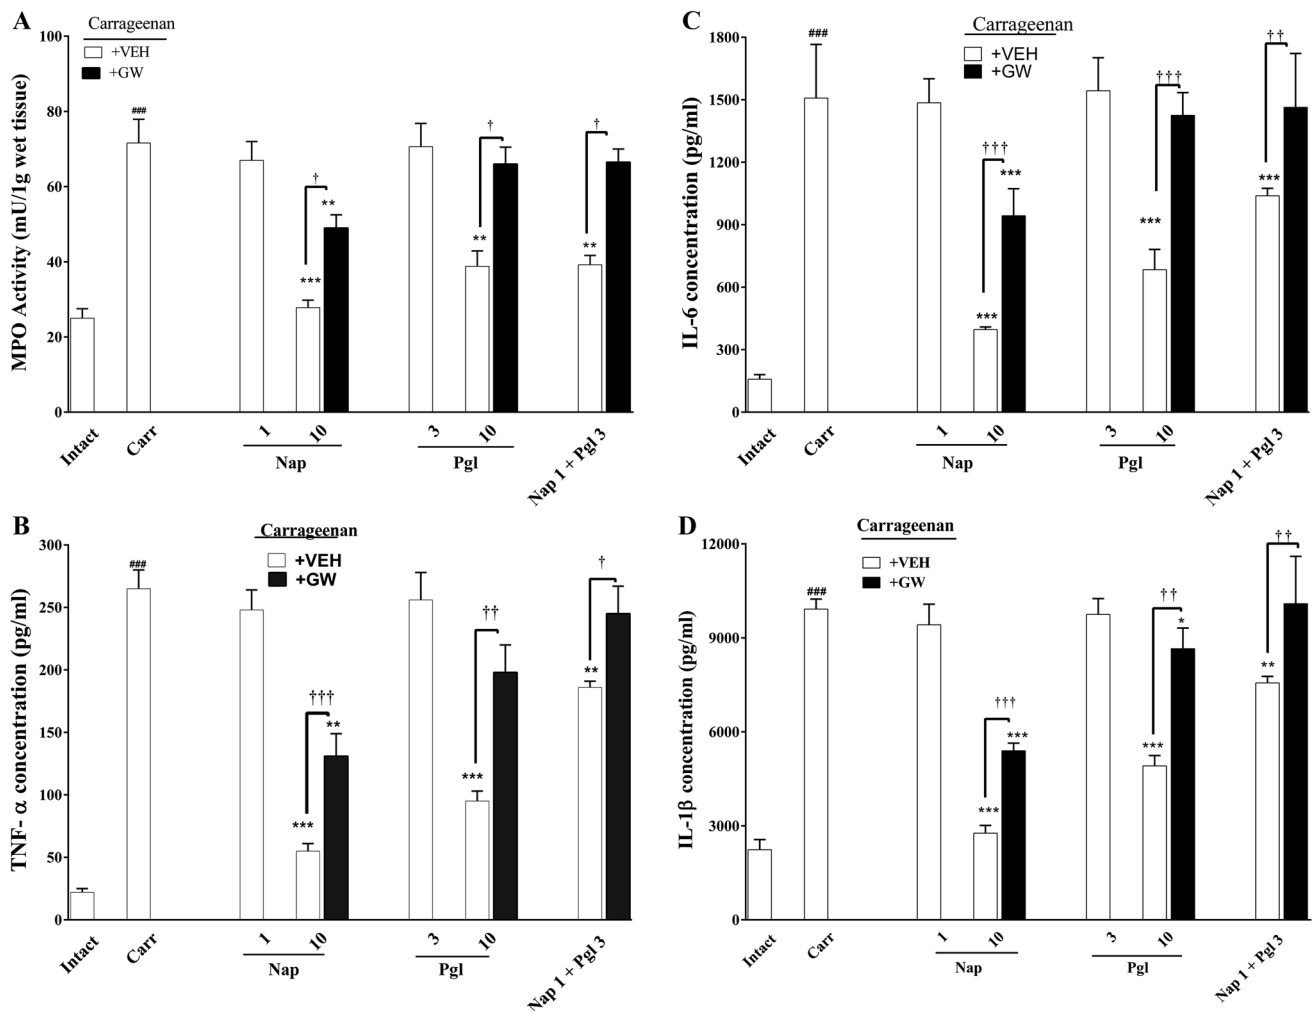 A
Carrageenan
+VEH
+GW
MPO Activity (mU/1g wet tissue)
100
80
60
40
20
0
###
***
†
**
**
†
**
†
Intact
Carr
1
10
Nap
3
10
Pgl
Nap 1 + Pgl 3
C
Carrageenan
+VEH
+GW
IL-6 concentration (pg/ml)
1800
1500
1200
900
600
300
0
###
***
†††
***
***
†††
***
††
Intact
Carr
1
10
Nap
3
10
Pgl
Nap 1 + Pgl 3
B
Carrageenan
+VEH
+GW
TNF- α concentration (pg/ml)
300
250
200
150
100
50
0
###
***
†††
**
***
††
**
†
Intact
Carr
1
10
Nap
3
10
Pgl
Nap 1 + Pgl 3
D
Carrageenan
+VEH
+GW
IL-1β concentration (pg/ml)
12000
9000
6000
3000
0
###
***
†††
***
***
††
*
**
††
Intact
Carr
1
10
Nap
3
10
Pgl
Nap 1 + Pgl 3